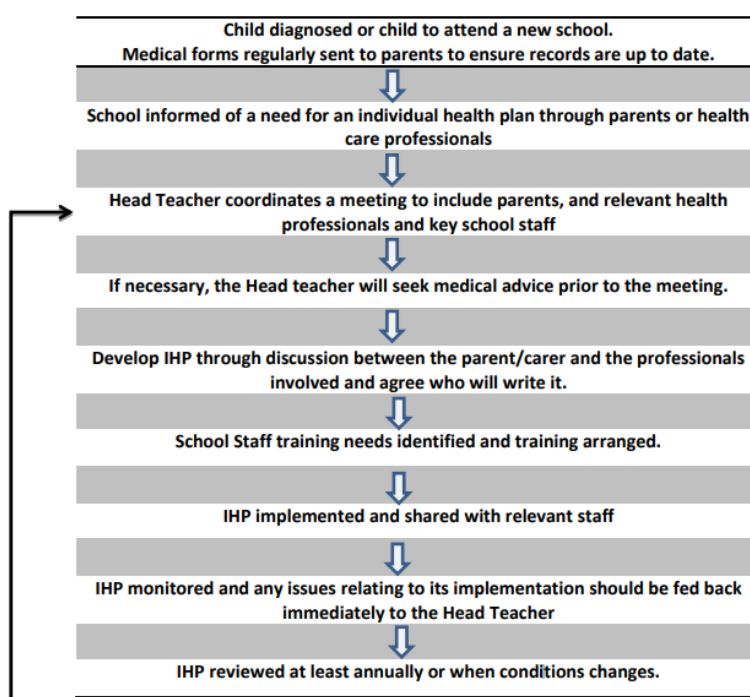 Child diagnosed or child to attend a new school.
Medical forms regularly sent to parents to ensure records are up to date.
School informed of a need for an individual health plan through parents or health
care professionals
Head Teacher coordinates a meeting to include parents, and relevant health
professionals and key school staff
If necessary, the Head teacher will seek medical advice prior to the meeting.
Develop IHP through discussion between the parent/carer and the professionals
involved and agree who will write it.
School Staff training needs identified and training arranged.
IHP implemented and shared with relevant staff
IHP monitored and any issues relating to its implementation should be fed back
immediately to the Head Teacher
IHP reviewed at least annually or when conditions changes.